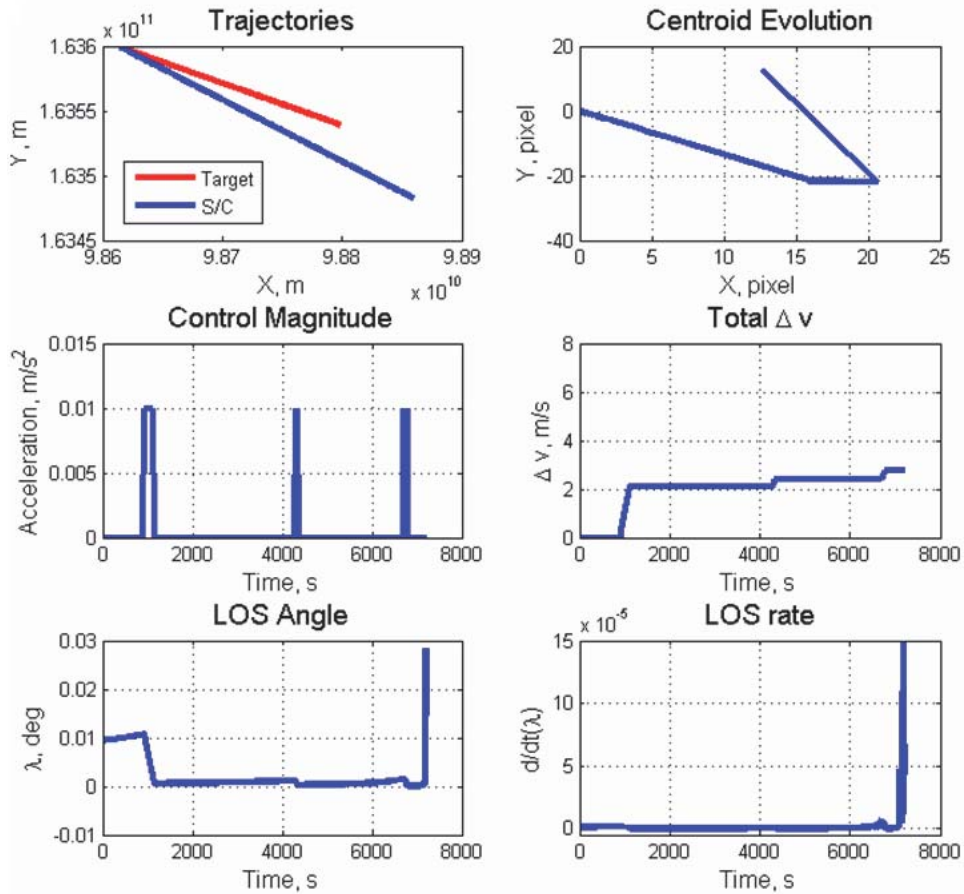 Trajectories
x 10^11
1.636
1.6355
1.635
1.6345
Y, m
Target
S/C
9.86
9.87
9.88
9.89
X, m
x 10^10
Centroid Evolution
20
0
-20
-40
Y, pixel
0
5
10
15
20
25
X, pixel
Control Magnitude
0.015
0.01
0.005
0
Acceleration, m/s²
0
2000
4000
6000
8000
Time, s
Total Δ v
8
6
4
2
0
Δ v, m/s
0
2000
4000
6000
8000
Time, s
LOS Angle
0.03
0.02
0.01
0
-0.01
λ, deg
0
2000
4000
6000
8000
Time, s
LOS rate
x 10^-5
15
10
5
0
d/dt(λ)
0
2000
4000
6000
8000
Time, s